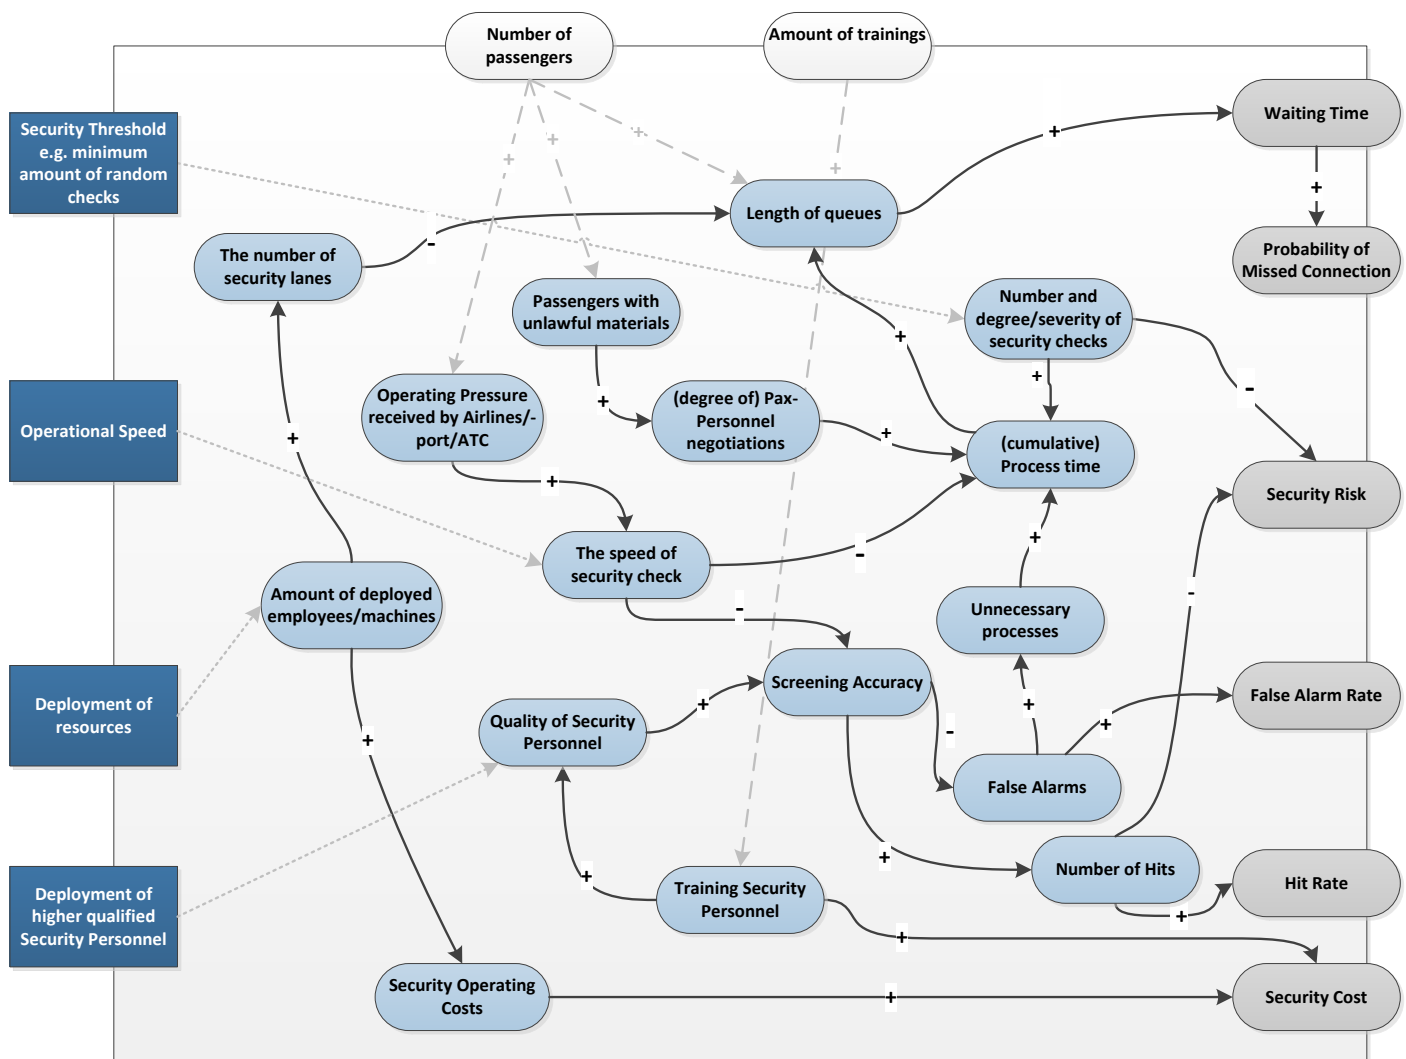 Number of
passengers
Amount of trainings
Security Threshold
e.g. minimum
amount of random
checks
Waiting Time
+
+
+
+
+
+
Length of queues
-
The number of
security lanes
Probability of
Missed Connection
Passengers with
unlawful materials
Number and
degree/severity of
security checks
+
+
-
Operating Pressure
received by Airlines/-
port/ATC
(degree of) Pax-
Personnel
negotiations
+
+
Operational Speed
+
(cumulative)
Process time
+
Security Risk
+
-
The speed of
security check
Amount of deployed
employees/machines
-
-
Unnecessary
processes
Screening Accuracy
False Alarm Rate
Deployment of
resources
Quality of Security
Personnel
+
+
+
-
+
False Alarms
+
Number of Hits
Hit Rate
Deployment of
higher qualified
Security Personnel
+
Training Security
Personnel
+
+
Security Operating
Costs
+
Security Cost